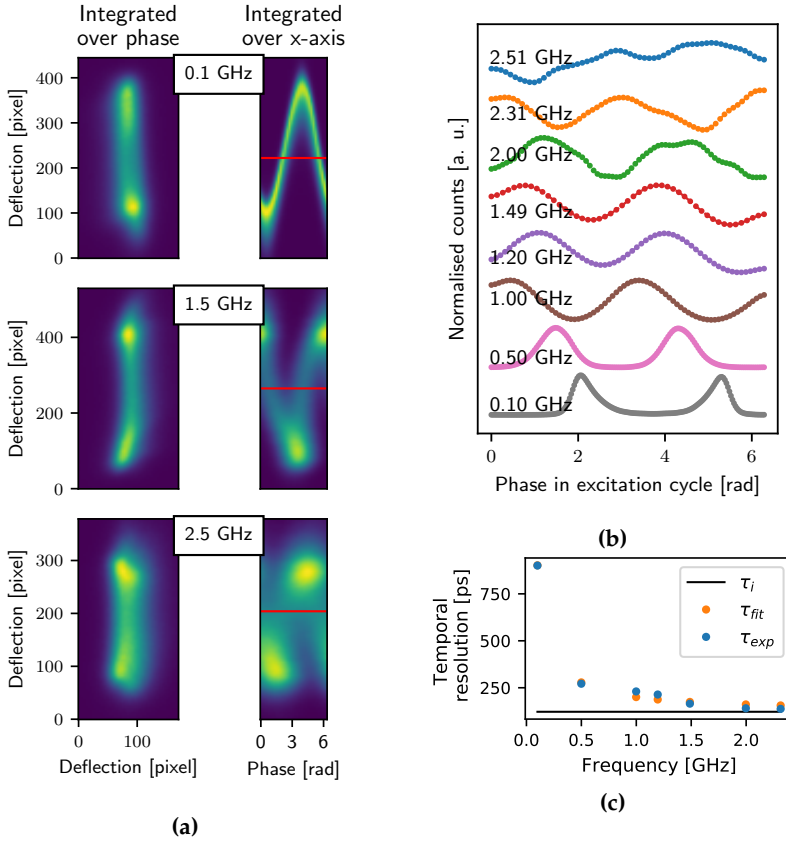 Integrated
over phase
Integrated
over x-axis
0.1 GHz
Deflection [pixel]
400
300
200
100
0
1.5 GHz
Deflection [pixel]
400
200
0
2.5 GHz
Deflection [pixel]
300
200
100
0
0
100
Deflection [pixel]
0
3
6
Phase [rad]
(a)
Normalised counts [a. u.]
2.51 GHz
2.31 GHz
2.00 GHz
1.49 GHz
1.20 GHz
1.00 GHz
0.50 GHz
0.10 GHz
0
2
4
6
Phase in excitation cycle [rad]
(b)
Temporal
resolution [ps]
750
500
250
τi
τfit
τexp
0.0
0.5
1.0
1.5
2.0
Frequency [GHz]
(c)